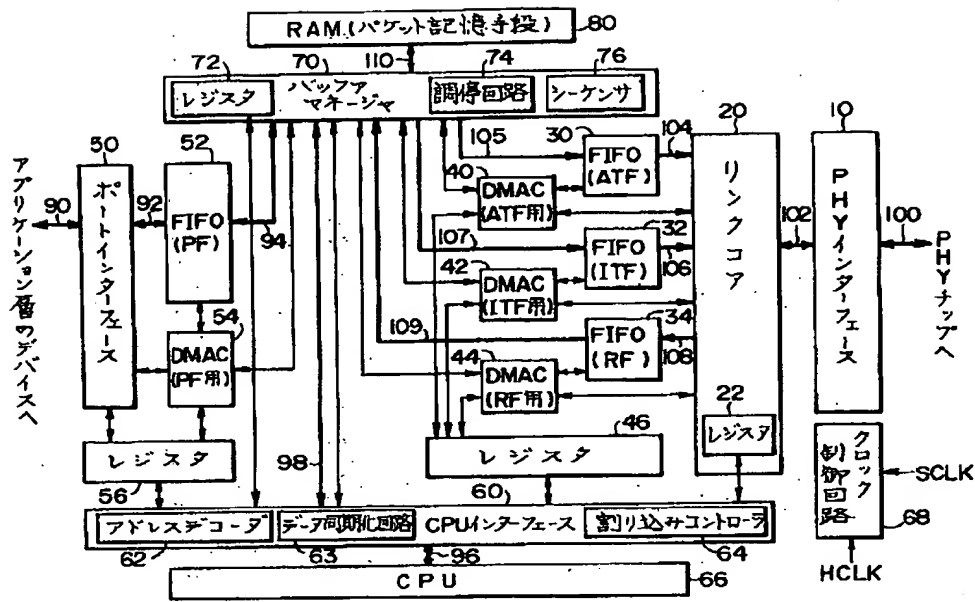 RAM(パケット記憶手段)
80
110
72
70
74
76
レジスタ
バッファ
マネージャ
調停回路
シーケンサ
20
10
50
52
105
30
104
FIFO
(ATF)
40
DMAC
(ATF用)
アプリケーション層のデバイスへ
90
ポートインターフェース
92
FIFO
(PF)
94
リンクコア
102
PHYインターフェース
100
PHYチップへ
107
32
FIFO
(ITF)
106
42
DMAC
(ITF用)
54
DMAC
(PF用)
109
34
FIFO
(RF)
108
44
DMAC
(RF用)
22
レジスタ
46
レジスタ
レジスタ
56
98
60
クロック
制御回路
SCLK
68
HCLK
アドレスデコーダ
データ同期化回路
CPUインターフェース
割り込みコントローラ
62
63
96
64
CPU
66